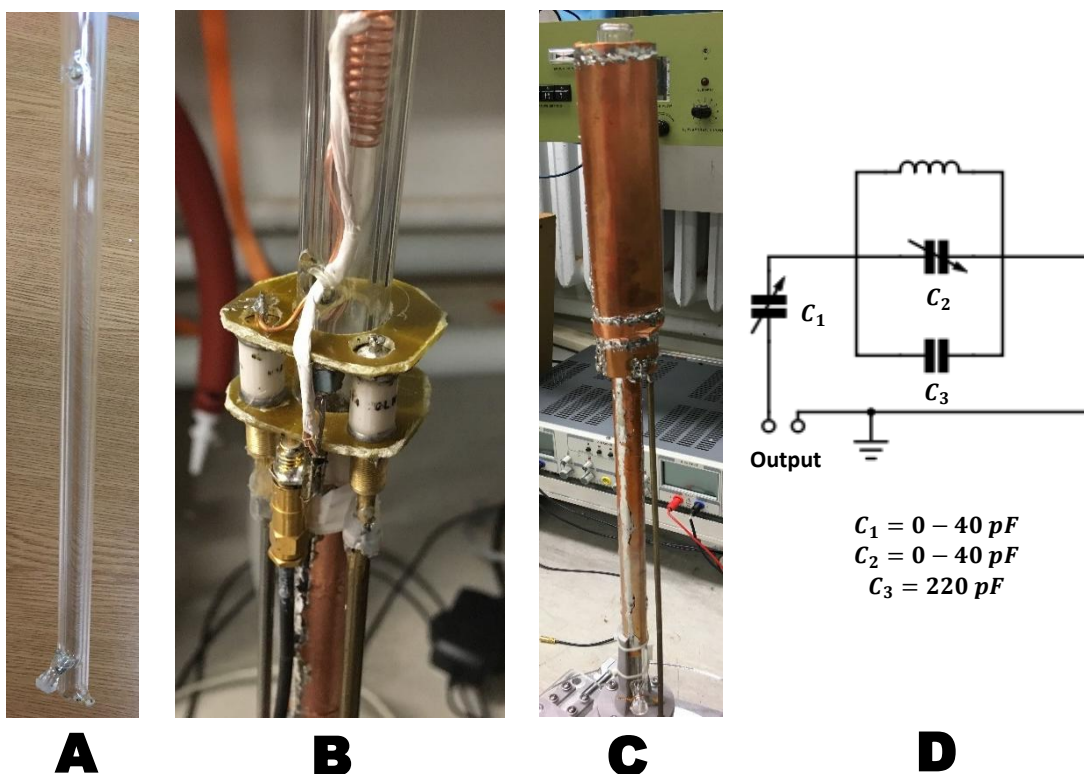 C₁
C₂
C₃
Output
C₁ = 0 − 40 pF
C₂ = 0 − 40 pF
C₃ = 220 pF
A
B
C
D